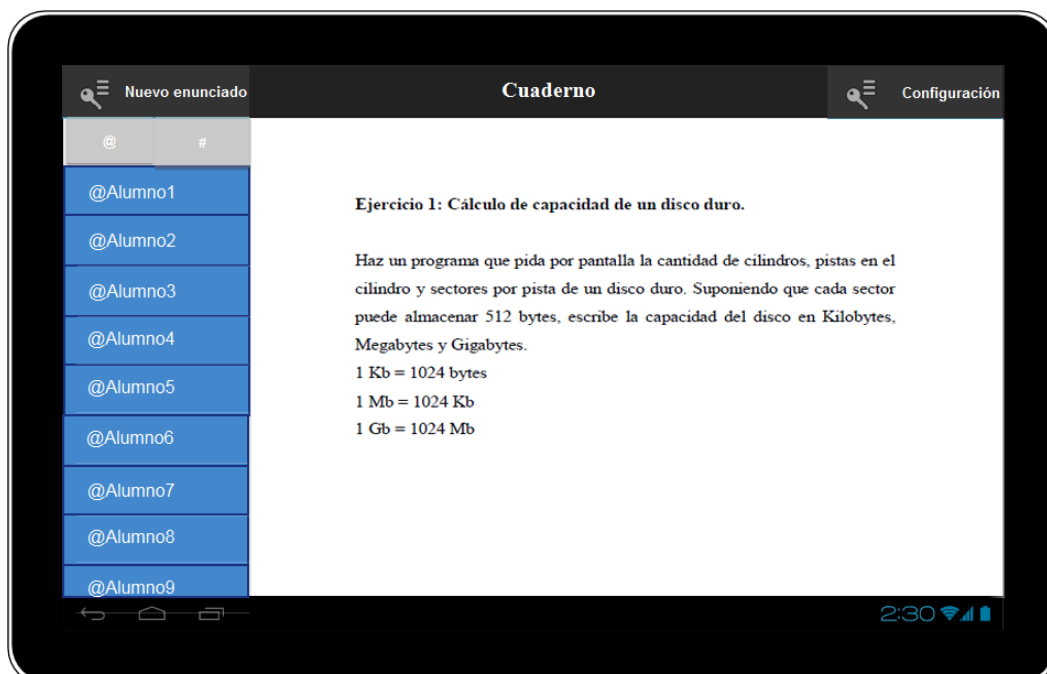 Nuevo enunciado
Cuaderno
Configuración
@
#
@Alumno1
@Alumno2
@Alumno3
@Alumno4
@Alumno5
@Alumno6
@Alumno7
@Alumno8
@Alumno9
Ejercicio 1: Cálculo de capacidad de un disco duro.
Haz un programa que pida por pantalla la cantidad de cilindros, pistas en el
cilindro y sectores por pista de un disco duro. Suponiendo que cada sector
puede almacenar 512 bytes, escribe la capacidad del disco en Kilobytes,
Megabytes y Gigabytes.
1 Kb = 1024 bytes
1 Mb = 1024 Kb
1 Gb = 1024 Mb
2:30